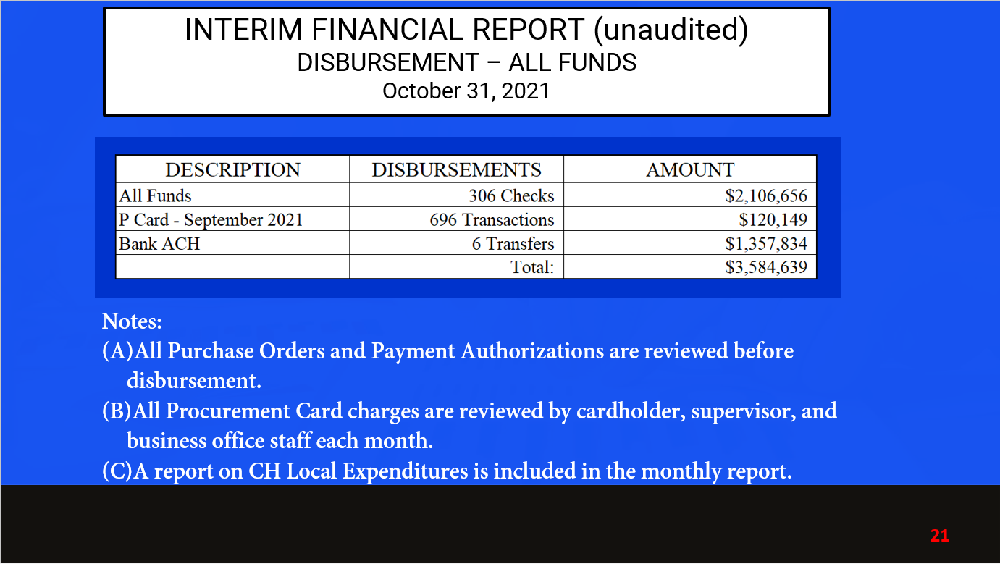 INTERIM FINANCIAL REPORT (unaudited)
DISBURSEMENT – ALL FUNDS
October 31, 2021
DESCRIPTION DISBURSEMENTS AMOUNT
All Funds 306 Checks $2,106,656
P Card - September 2021 696 Transactions $120,149
Bank ACH 6 Transfers $1,357,834
Total: $3,584,639
Notes:
(A)All Purchase Orders and Payment Authorizations are reviewed before
disbursement.
(B)All Procurement Card charges are reviewed by cardholder, supervisor, and
business office staff each month.
(C)A report on CH Local Expenditures is included in the monthly report.
21